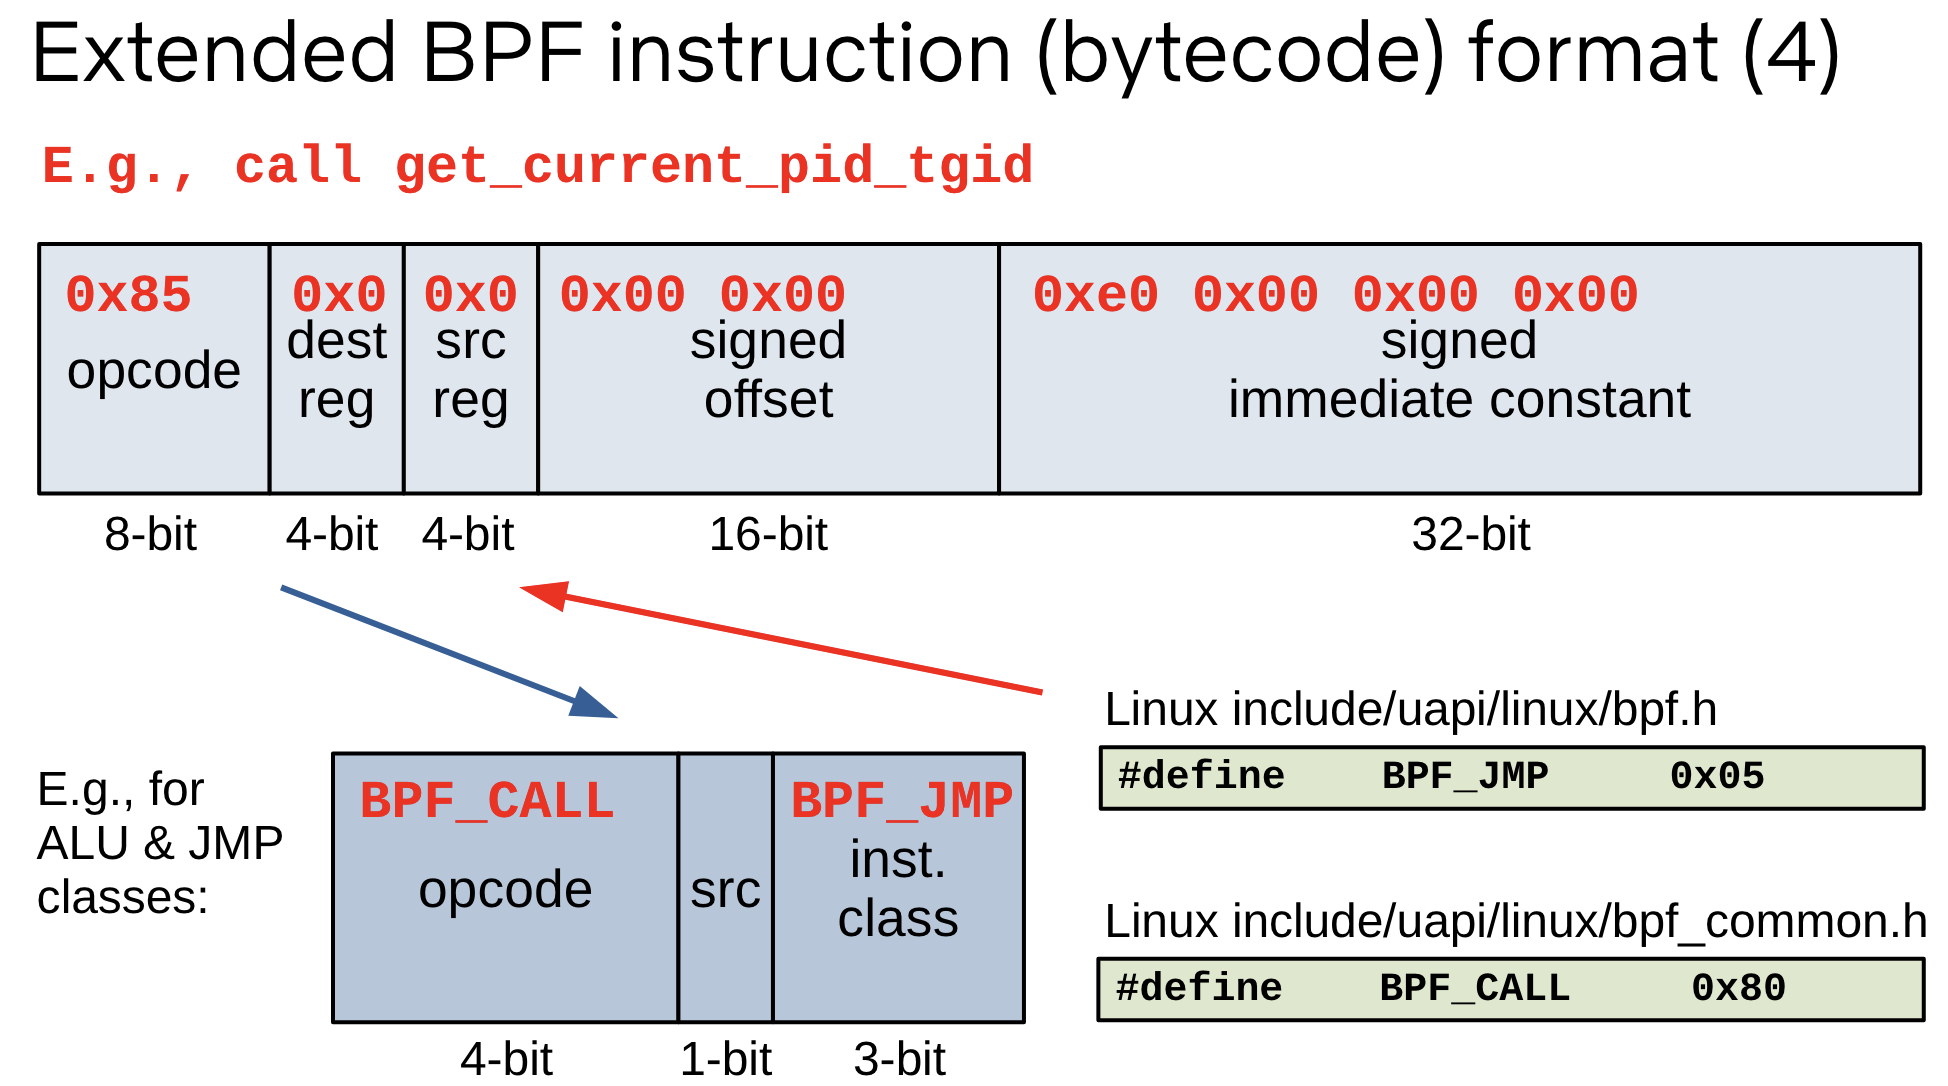 Extended BPF instruction (bytecode) format (4)
E.g., call get_current_pid_tgid
0x85
opcode
0x0
dest
reg
0x0
src
reg
0x00 0x00
signed
offset
0xe0 0x00 0x00 0x00
signed
immediate constant
8-bit
4-bit
4-bit
16-bit
32-bit
E.g., for
ALU & JMP
classes:
BPF_CALL
opcode
src
BPF_JMP
inst.
class
4-bit
1-bit
3-bit
Linux include/uapi/linux/bpf.h
#define BPF_JMP 0x05
Linux include/uapi/linux/bpf_common.h
#define BPF_CALL 0x80